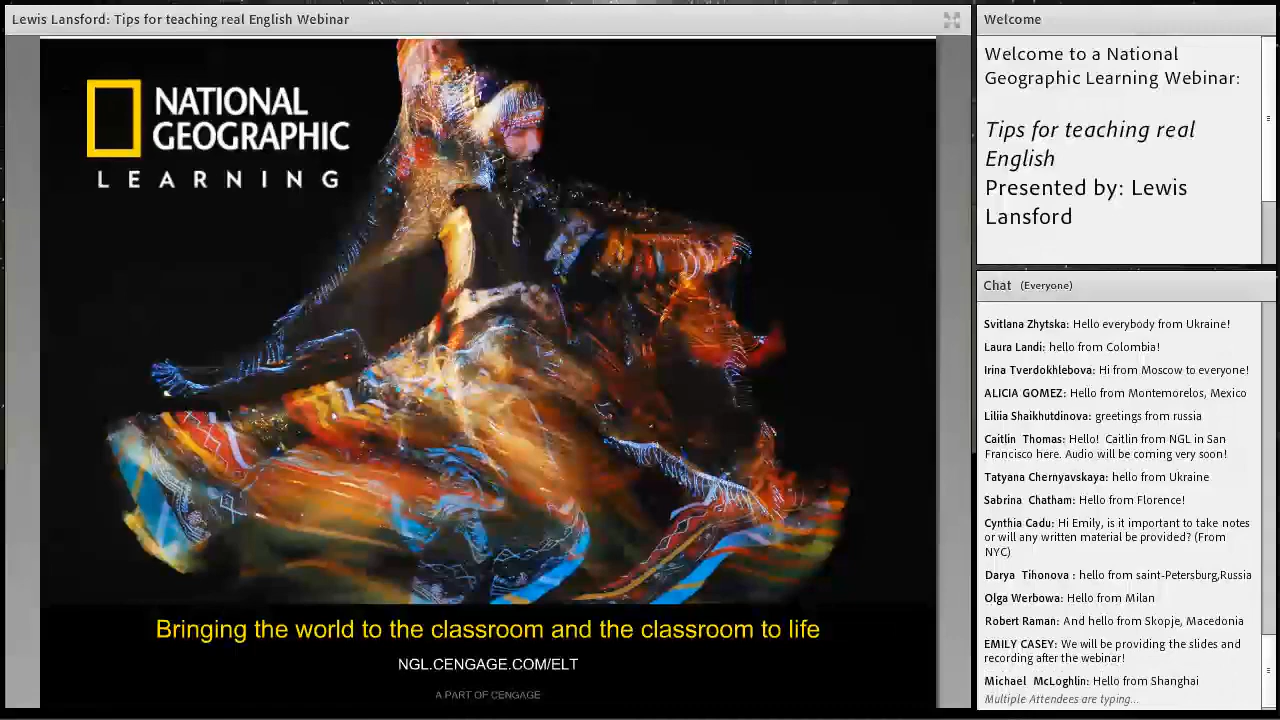 Lewis Lansford: Tips for teaching real English Webinar
NATIONAL
GEOGRAPHIC
LEARNING
Bringing the world to the classroom and the classroom to life
NGL.CENGAGE.COM/ELT
A PART OF CENGAGE
Welcome
Welcome to a National
Geographic Learning Webinar:
Tips for teaching real
English
Presented by: Lewis
Lansford
Chat (Everyone)
Svitlana Zhytska: Hello everybody from Ukraine!
Laura Landi: hello from Colombia!
Irina Tverdokhlebova: Hi from Moscow to everyone!
ALICIA GOMEZ: Hello from Montemorelos, Mexico
Liliia Shaikhutdinova: greetings from russia
Caitlin Thomas: Hello! Caitlin from NGL in San
Francisco here. Audio will be coming very soon!
Tatyana Chernyavskaya: hello from Ukraine
Sabrina Chatham: Hello from Florence!
Cynthia Cadu: Hi Emily, is it important to take notes
or will any written material be provided? (From
NYC)
Darya Tihonova : hello from saint-Petersburg,Russia
Olga Werbowa: Hello from Milan
Robert Raman: And hello from Skopje, Macedonia
EMILY CASEY: We will be providing the slides and
recording after the webinar!
Michael McLoghlin: Hello from Shanghai
Multiple Attendees are typing...